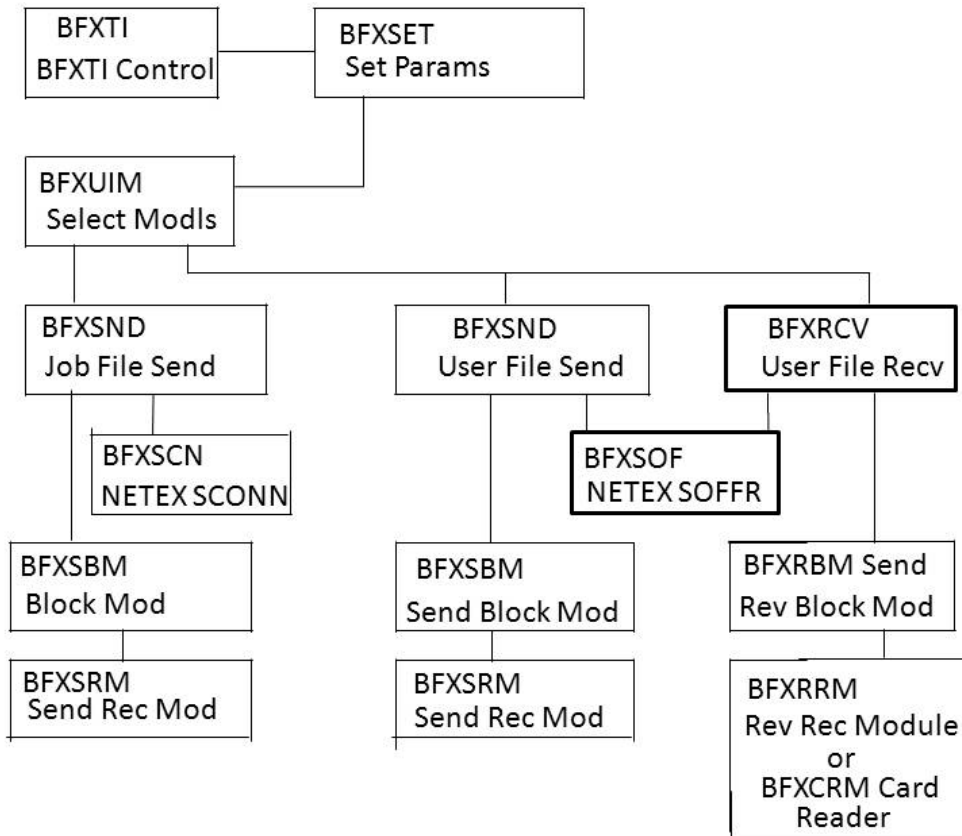 BFXTI
BFXTI Control
BFXSET
Set Params
BFXUIM
Select Modls
BFXSND
Job File Send
BFXSND
User File Send
BFXRCV
User File Recv
BFXSCN
NETEX SCONN
BFXSOF
NETEX SOFFR
BFXSBM
Block Mod
BFXSBM
Send Block Mod
BFXRBM Send
Rev Block Mod
BFXSRM
Send Rec Mod
BFXSRM
Send Rec Mod
BFXRRM
Rev Rec Module
or
BFXCRM Card
Reader